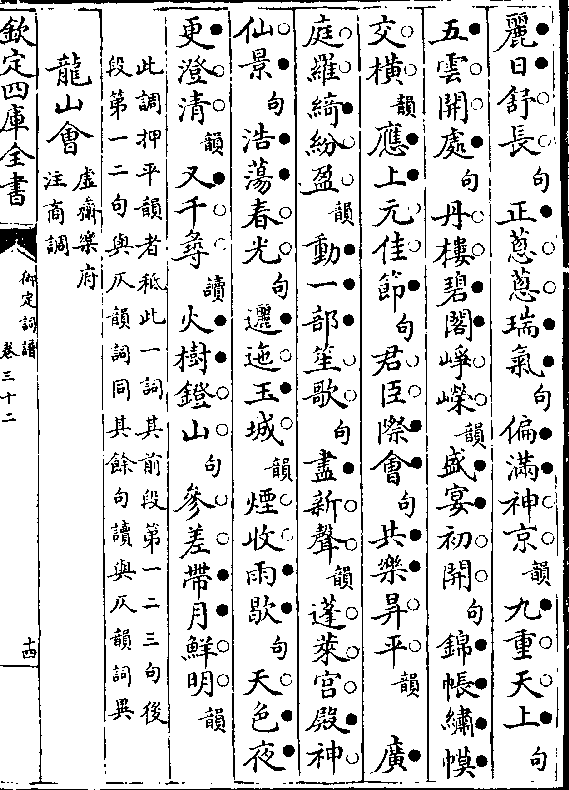 麗日舒長句正蔥蔥瑞氣句偏滿神京韻九重天上句
五雲開處句丹樓碧閣崢嶸韻盛宴初開句錦帳繡幙
交橫韻應上元佳節句君臣際會句共樂昇平韻 廣
庭羅綺紛盈韻動一部笙歌句盡新聲韻蓬萊宮殿神
仙景句浩蕩春光句邐迤玉城韻煙收雨歇句天色夜
更澄清韻又千尋讀火樹鐙山句參差帶月鮮明韻
此調押平韻者秪此一詞其前段第一二三句後
段第一二句與仄韻詞同其餘句讀與仄韻詞異
龍山會虛齋樂府
注商調
欽定四庫全書
御定詞譜
卷三十二
十四